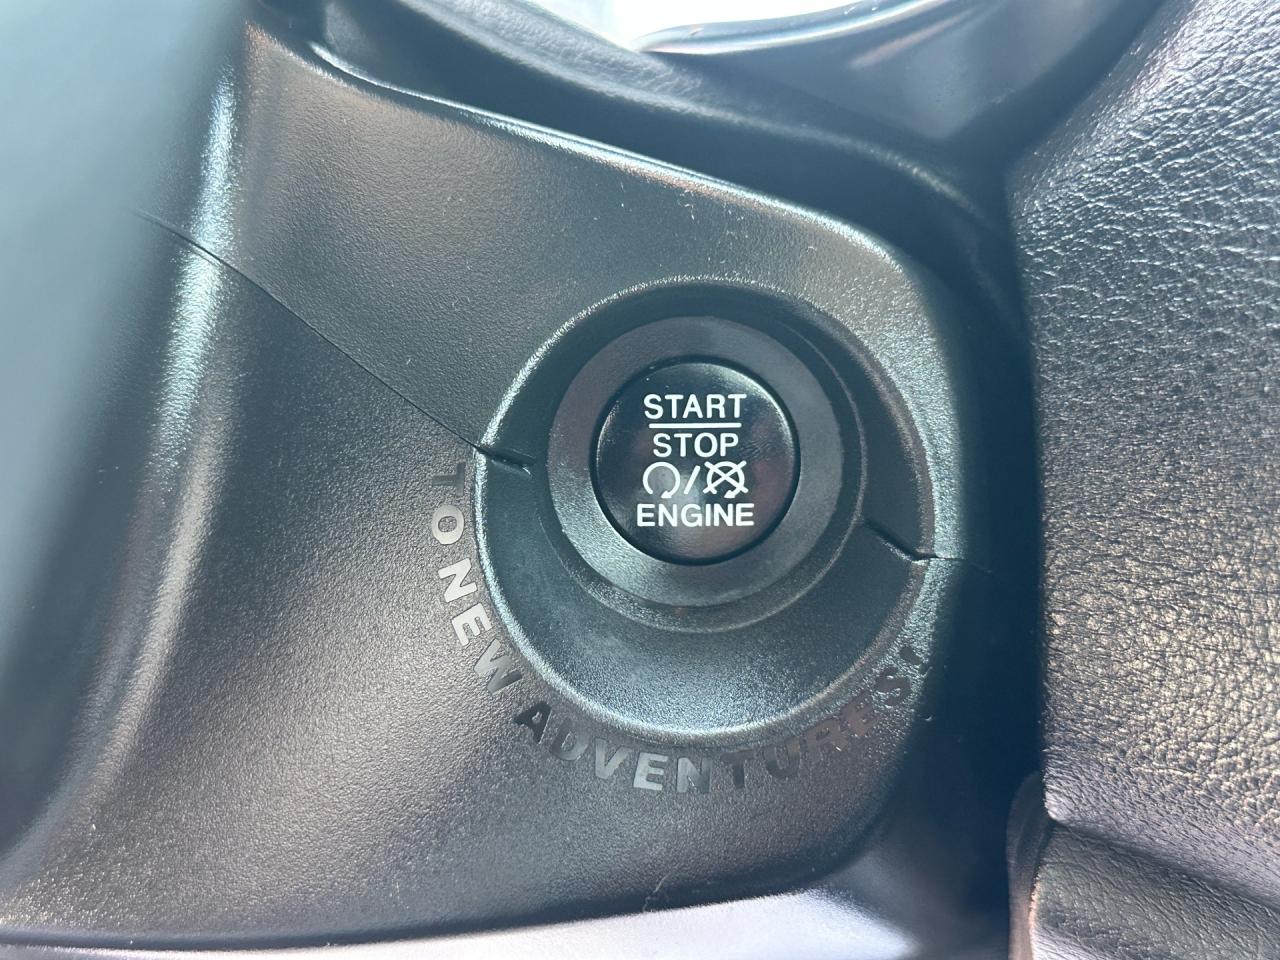 START
STOP
/
ENGINE
TO NEW ADVENTURES!